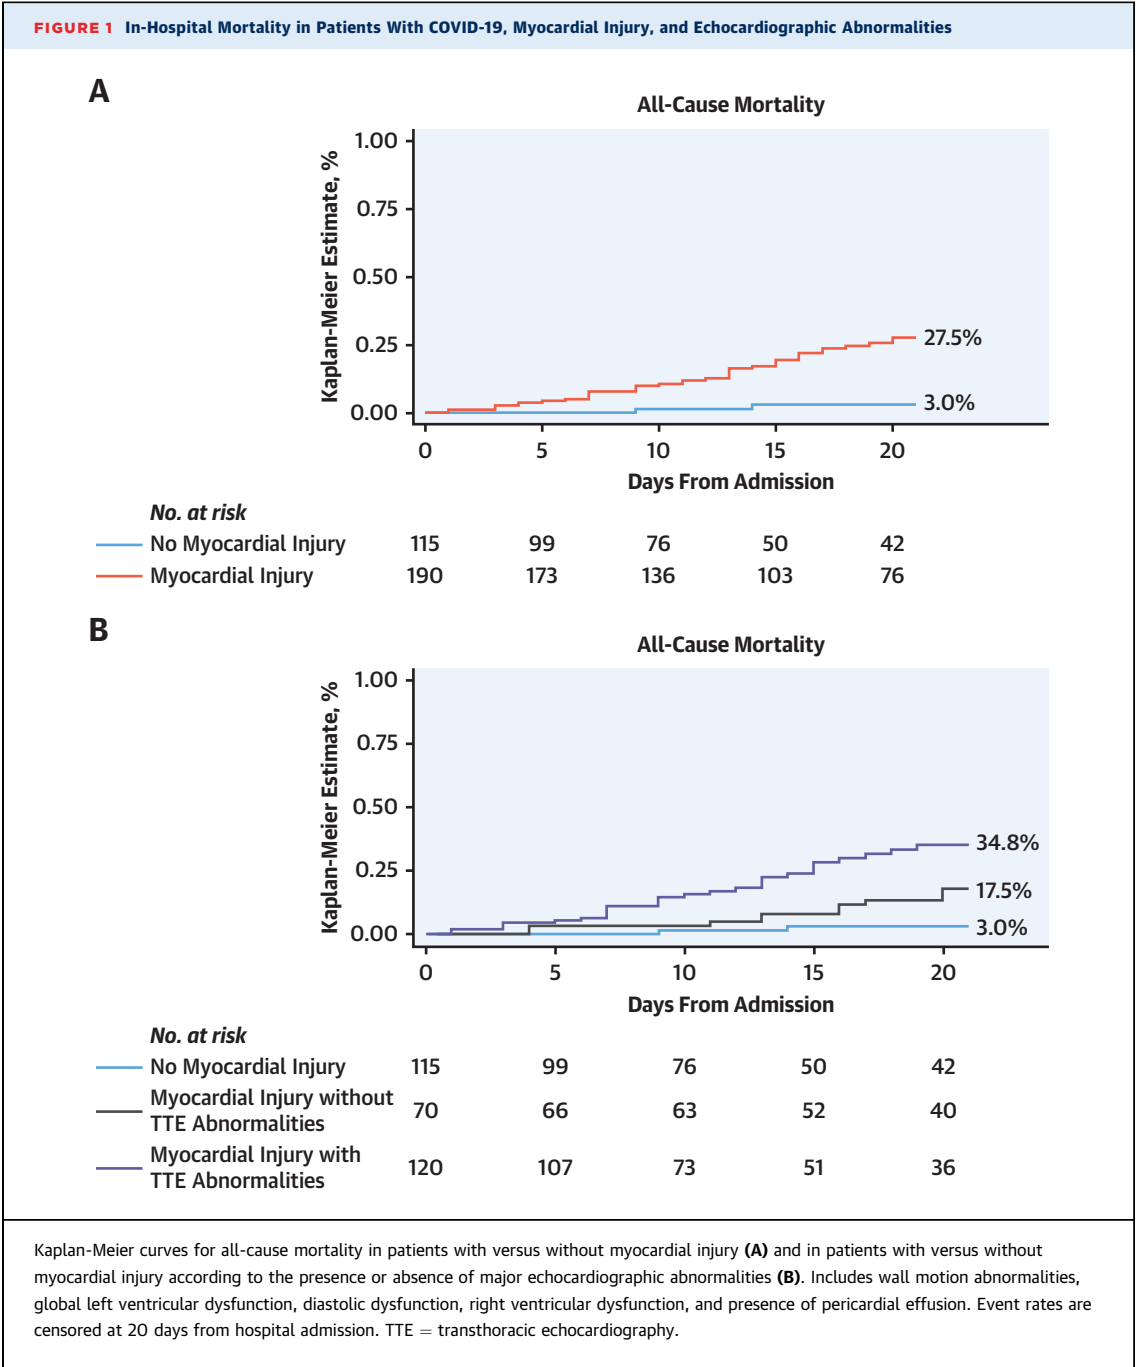 FIGURE 1 In-Hospital Mortality in Patients With COVID-19, Myocardial Injury, and Echocardiographic Abnormalities
A
All-Cause Mortality
Kaplan-Meier Estimate, %
1.00
0.75
0.50
0.25
0.00
27.5%
3.0%
0 5 10 15 20
Days From Admission
No. at risk
No Myocardial Injury 115 99 76 50 42
Myocardial Injury 190 173 136 103 76
B
All-Cause Mortality
Kaplan-Meier Estimate, %
1.00
0.75
0.50
0.25
0.00
34.8%
17.5%
3.0%
0 5 10 15 20
Days From Admission
No. at risk
No Myocardial Injury 115 99 76 50 42
Myocardial Injury without
TTE Abnormalities 70 66 63 52 40
Myocardial Injury with
TTE Abnormalities 120 107 73 51 36
Kaplan-Meier curves for all-cause mortality in patients with versus without myocardial injury (A) and in patients with versus without
myocardial injury according to the presence or absence of major echocardiographic abnormalities (B). Includes wall motion abnormalities,
global left ventricular dysfunction, diastolic dysfunction, right ventricular dysfunction, and presence of pericardial effusion. Event rates are
censored at 20 days from hospital admission. TTE = transthoracic echocardiography.